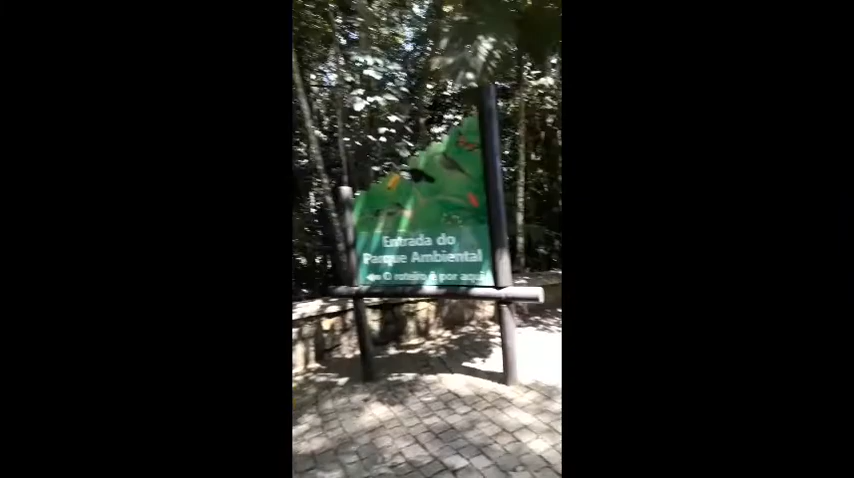 Entrada do
Parque Ambiental
O roteiro é por aqui